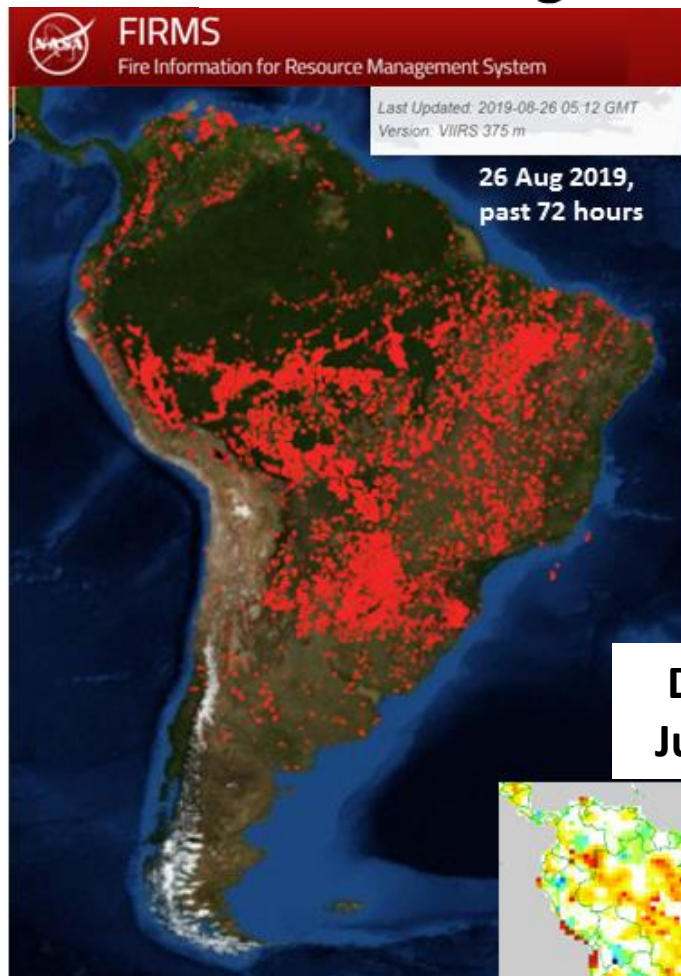 NASA
FIRMS
Fire Information for Resource Management System
Last Updated: 2019-08-26 05:12 GMT
Version: VIIRS 375 m
26 Aug 2019,
past 72 hours